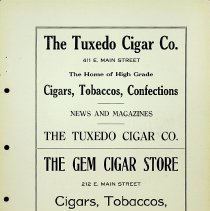 The Tuxedo Cigar Co.
411 E. MAIN STREET
The Home of High Grade
Cigars, Tobaccos, Confections
NEWS AND MAGAZINES
THE TUXEDO CIGAR CO.
THE GEM CIGAR STORE
212 E. MAIN STREET
Cigars, Tobaccos,